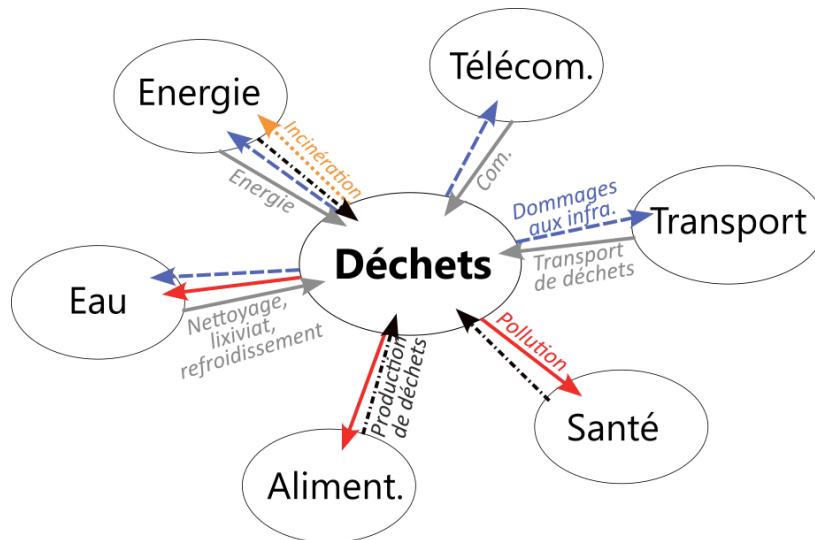 Energie
Télécom.
Incinération
Energie
Com.
Dommages
aux infra.
Transport
Déchets
Transport
de déchets
Eau
Nettoyage,
lixiviat,
refroidissement
Production
de déchets
Pollution
Santé
Aliment.